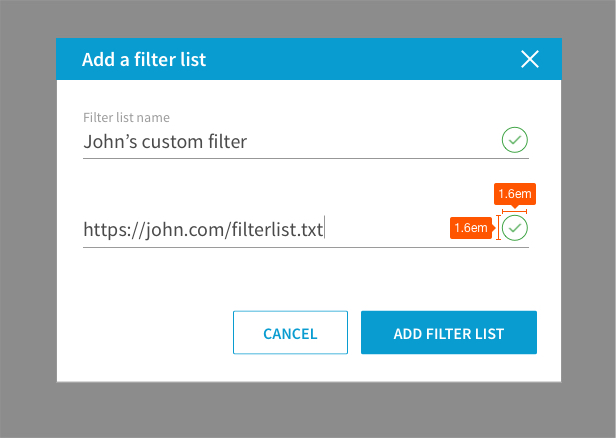 Add a filter list
Filter list name
John’s custom filter
1.6em
https://john.com/filterlist.txt
1.6em
CANCEL
ADD FILTER LIST